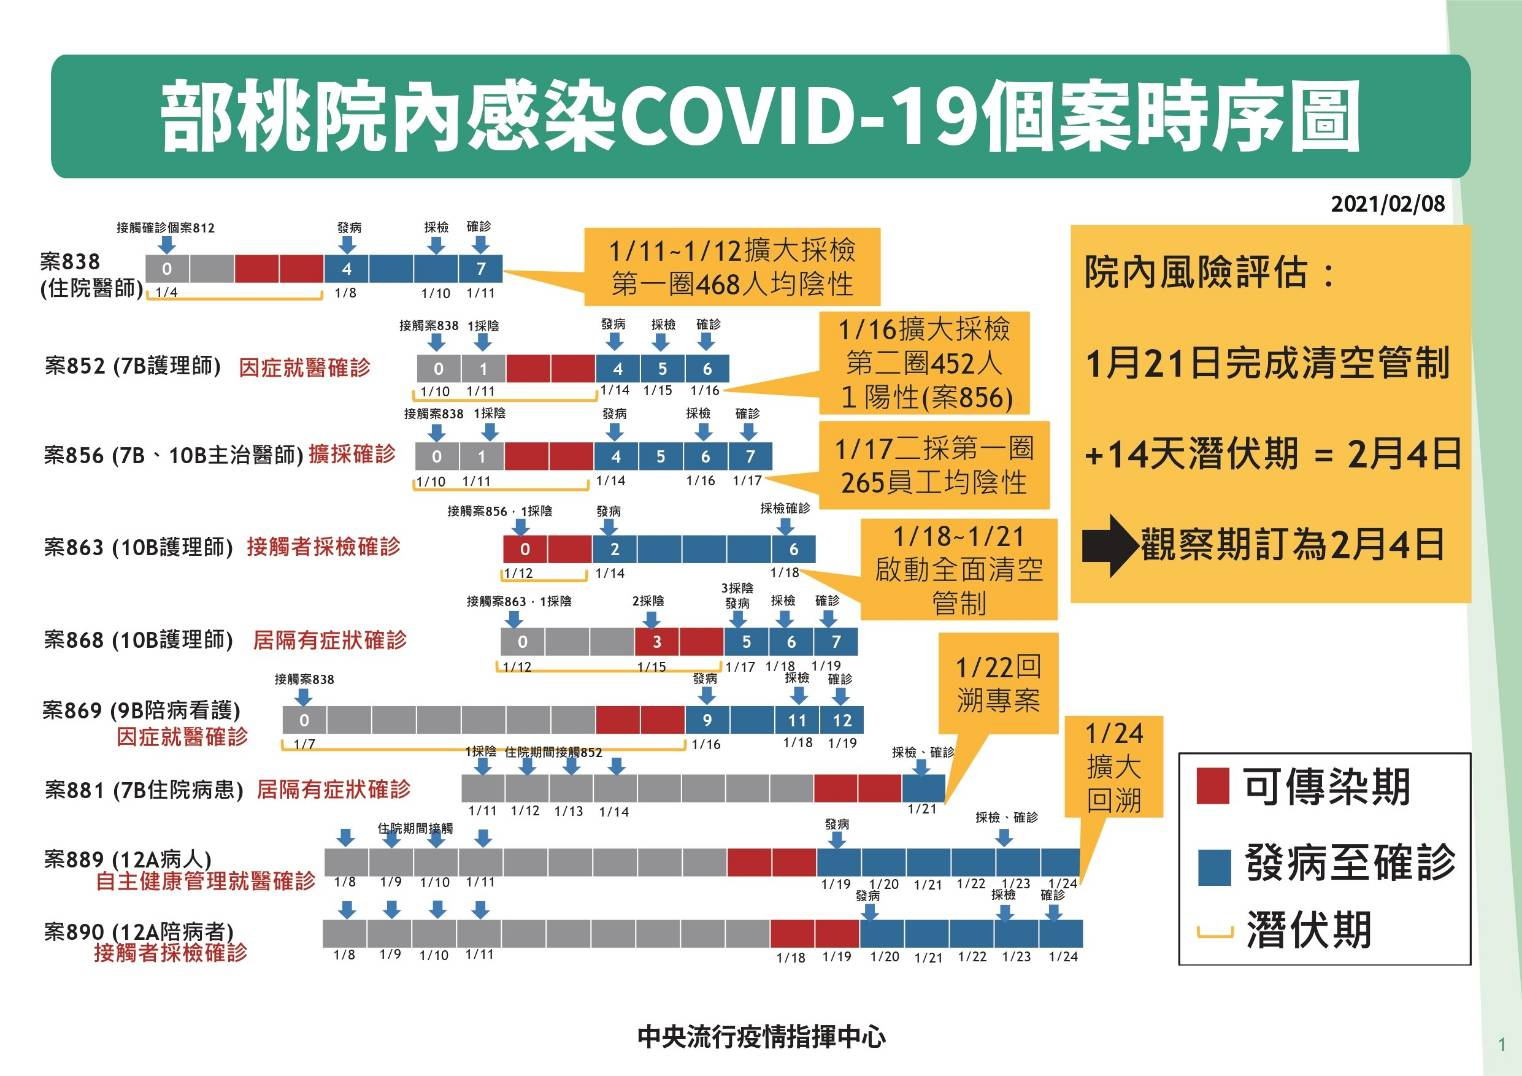 部桃院內感染COVID-19個案時序圖
2021/02/08
接觸確診個案812 發病 採檢 確診
案838
(住院醫師)
0 4 7
1/4 1/8 1/10 1/11
1/11~1/12擴大採檢
第一圈468人均陰性
接觸案838 1採陰 發病 採檢 確診
案852 (7B護理師) 因症就醫確診
0 1 4 5 6
1/10 1/11 1/14 1/15 1/16
1/16擴大採檢
第二圈452人
1陽性(案856)
接觸案838 1採陰 發病 採檢 確診
案856 (7B、10B主治醫師) 擴採確診
0 1 4 5 6 7
1/10 1/11 1/14 1/16 1/17
1/17二採第一圈
265員工均陰性
接觸案856，1採陰 發病 採檢確診
案863 (10B護理師) 接觸者採檢確診
0 2 6
1/12 1/14 1/18
1/18~1/21
啟動全面清空
管制
接觸案863，1採陰 2採陰 3採陰
發病 採檢 確診
案868 (10B護理師) 居隔有症狀確診
0 3 5 6 7
1/12 1/15 1/17 1/18 1/19
1/22回
溯專案
接觸案838 發病 採檢 確診
案869 (9B陪病看護)
因症就醫確診
0 9 11 12
1/7 1/16 1/18 1/19
1採陰 住院期間接觸852 採檢、確診
案881 (7B住院病患) 居隔有症狀確診
1/11 1/12 1/13 1/14 1/21
1/24
擴大
回溯
住院期間接觸 發病 採檢、確診
案889 (12A病人)
自主健康管理就醫確診
1/8 1/9 1/10 1/11 1/19 1/20 1/21 1/22 1/23 1/24
發病 採檢 確診
案890 (12A陪病者)
接觸者採檢確診
1/8 1/9 1/10 1/11 1/18 1/19 1/20 1/21 1/22 1/23 1/24
院內風險評估：
1月21日完成清空管制
+14天潛伏期 = 2月4日
觀察期訂為2月4日
可傳染期
發病至確診
潛伏期
中央流行疫情指揮中心
1